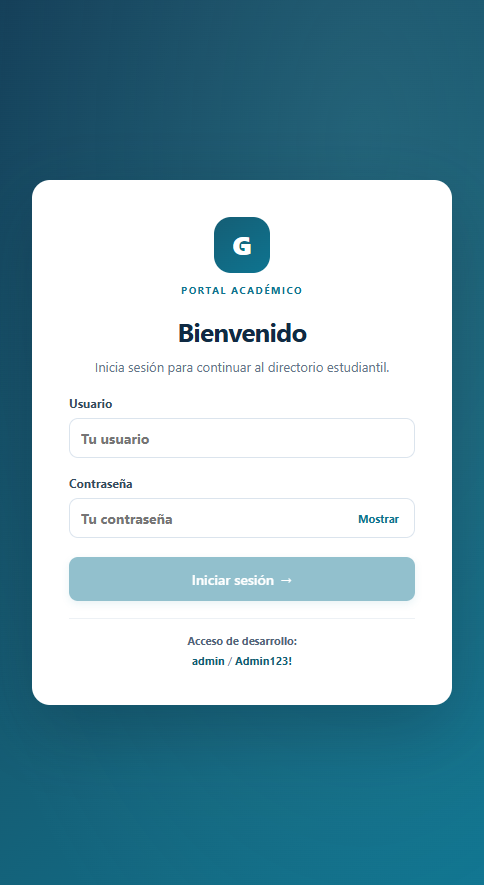 G
PORTAL ACADÉMICO
Bienvenido
Inicia sesión para continuar al directorio estudiantil.
Usuario
Tu usuario
Contraseña
Tu contraseña Mostrar
Iniciar sesión →
Acceso de desarrollo:
admin / Admin123!